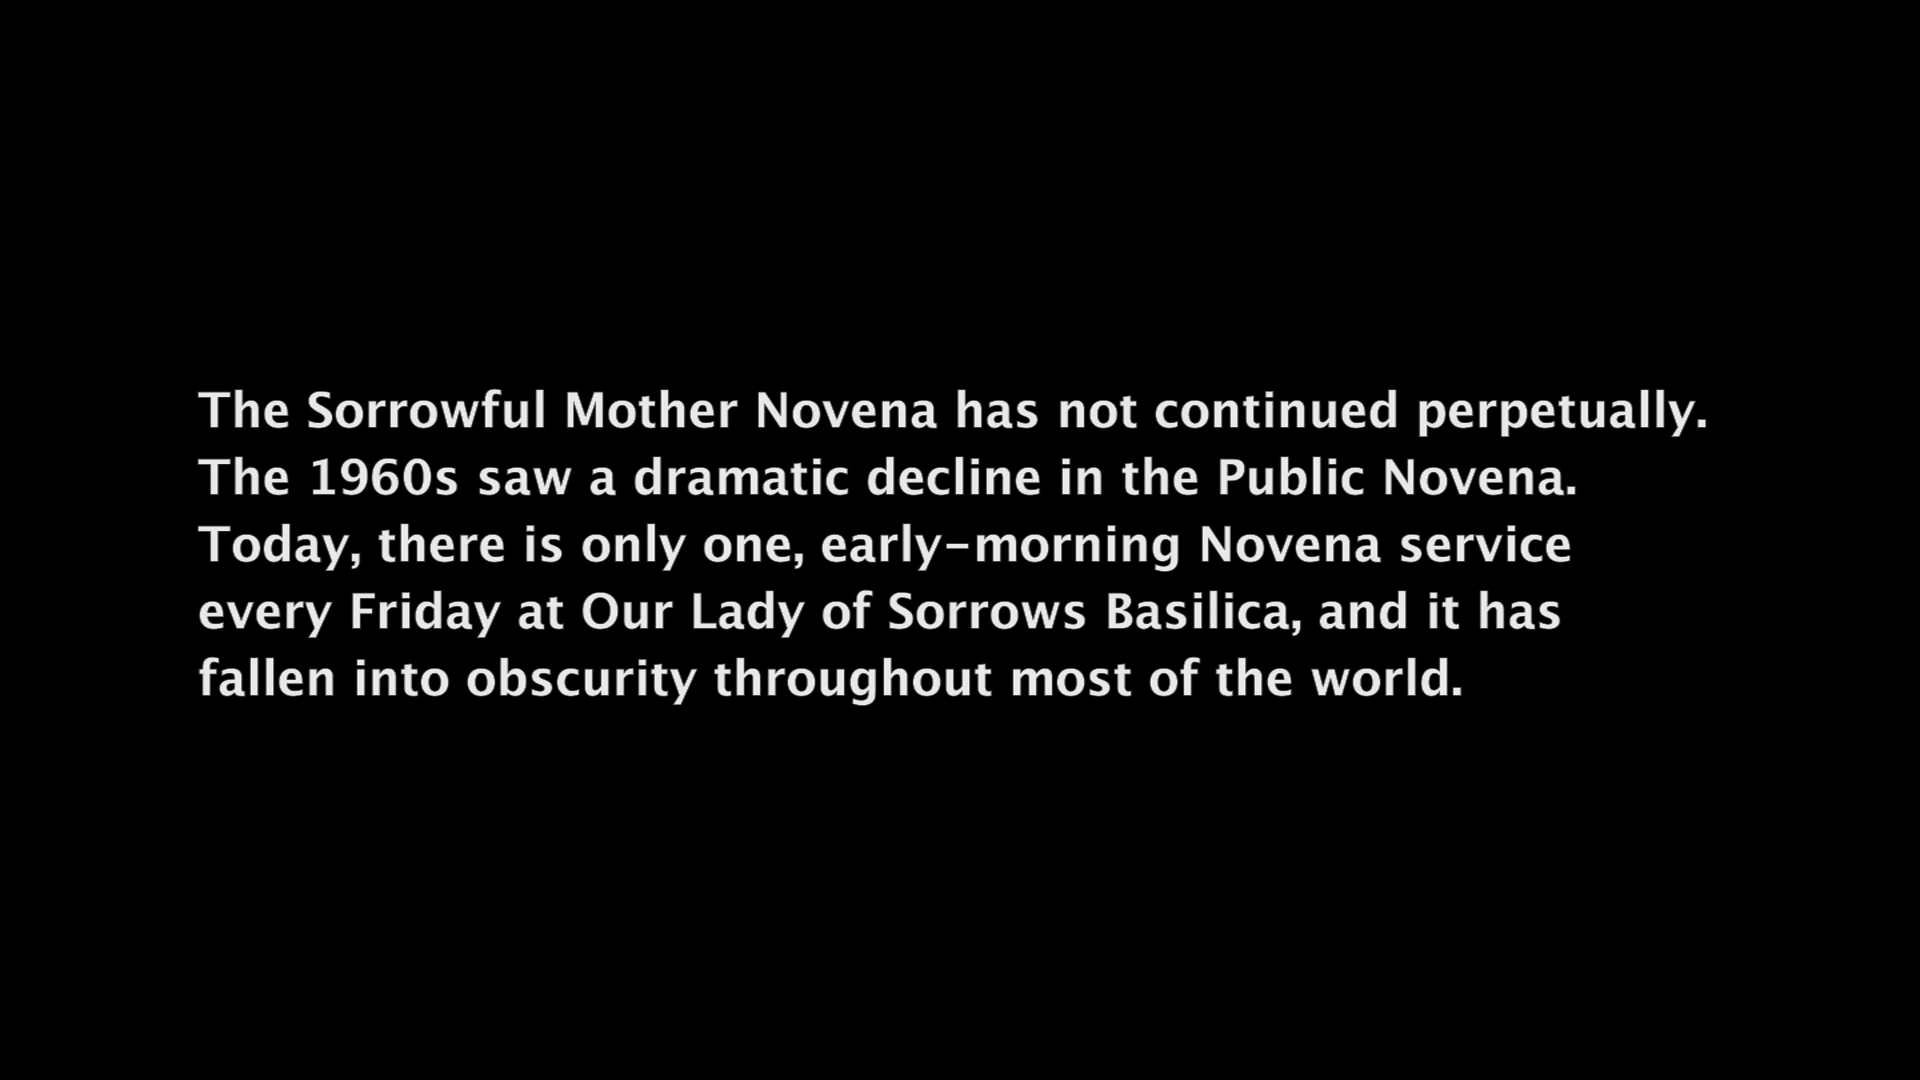 The Sorrowful Mother Novena has not continued perpetually.
The 1960s saw a dramatic decline in the Public Novena.
Today, there is only one, early-morning Novena service
every Friday at Our Lady of Sorrows Basilica, and it has
fallen into obscurity throughout most of the world.